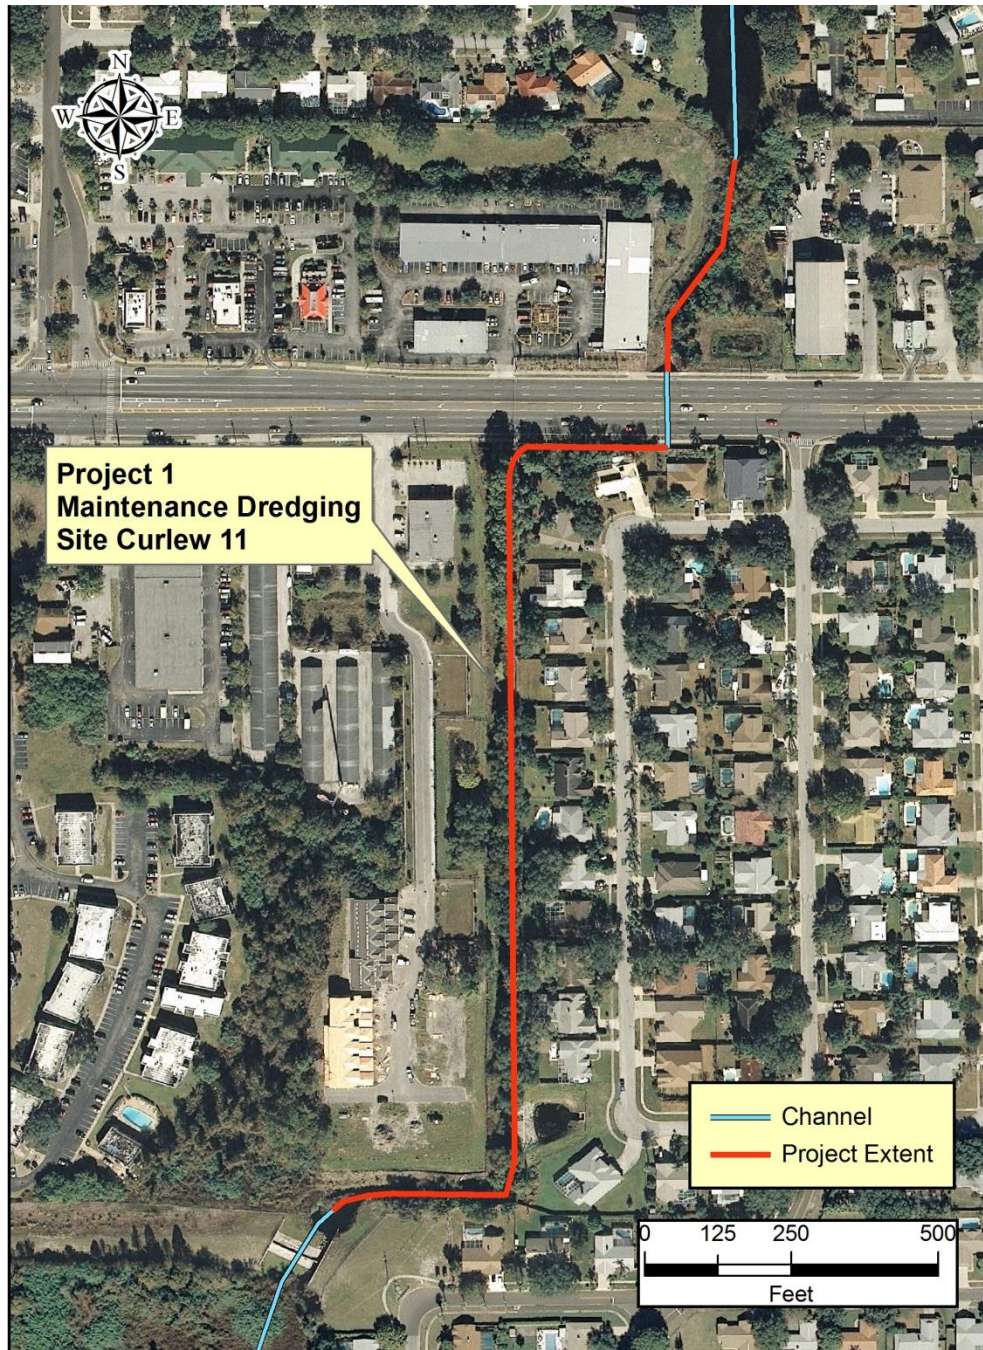 N
W E
S
Project 1
Maintenance Dredging
Site Curlew 11
Channel
Project Extent
0 125 250 500
Feet